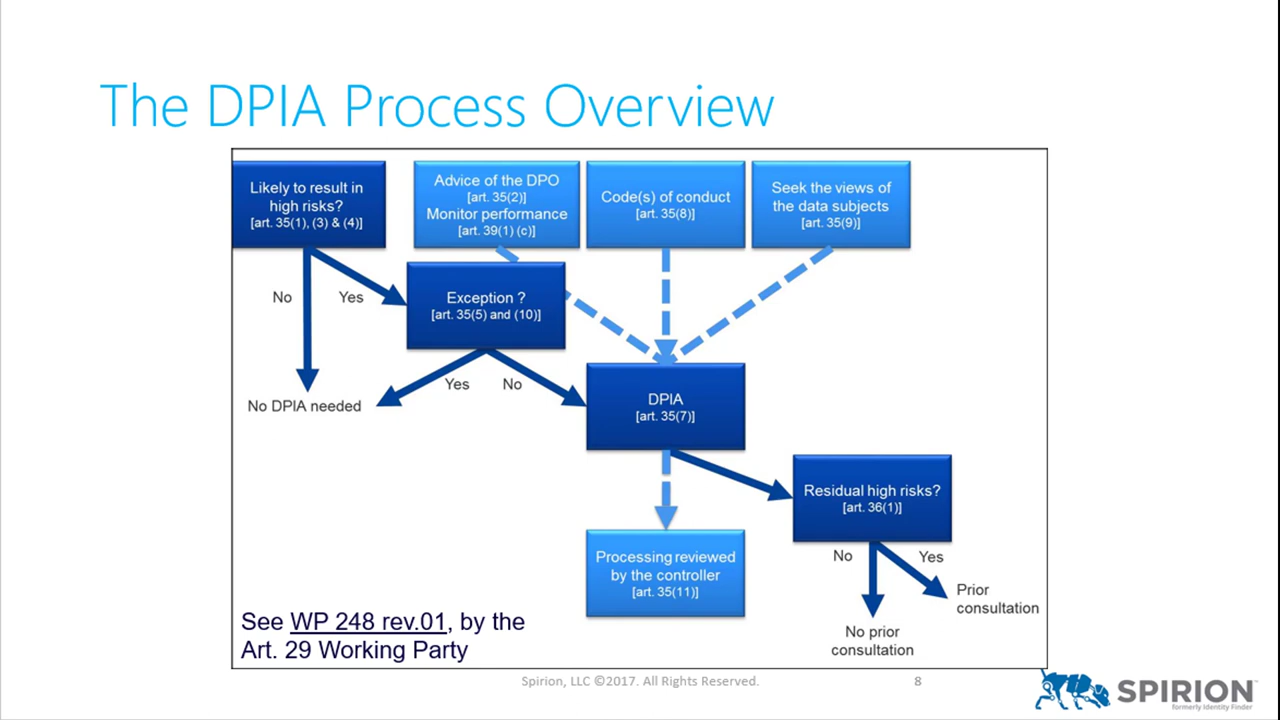 The DPIA Process Overview
Likely to result in
high risks?
[art. 35(1), (3) & (4)]
Advice of the DPO
[art. 35(2)]
Monitor performance
[art. 39(1) (c)]
Code(s) of conduct
[art. 35(8)]
Seek the views of
the data subjects
[art. 35(9)]
No
Yes
Exception ?
[art. 35(5) and (10)]
Yes
No
No DPIA needed
DPIA
[art. 35(7)]
Residual high risks?
[art. 36(1)]
No
Yes
Processing reviewed
by the controller
[art. 35(11)]
Prior
consultation
No prior
consultation
See WP 248 rev.01, by the
Art. 29 Working Party
Spirion, LLC ©2017. All Rights Reserved.
8
SPIRION™
formerly Identity Finder